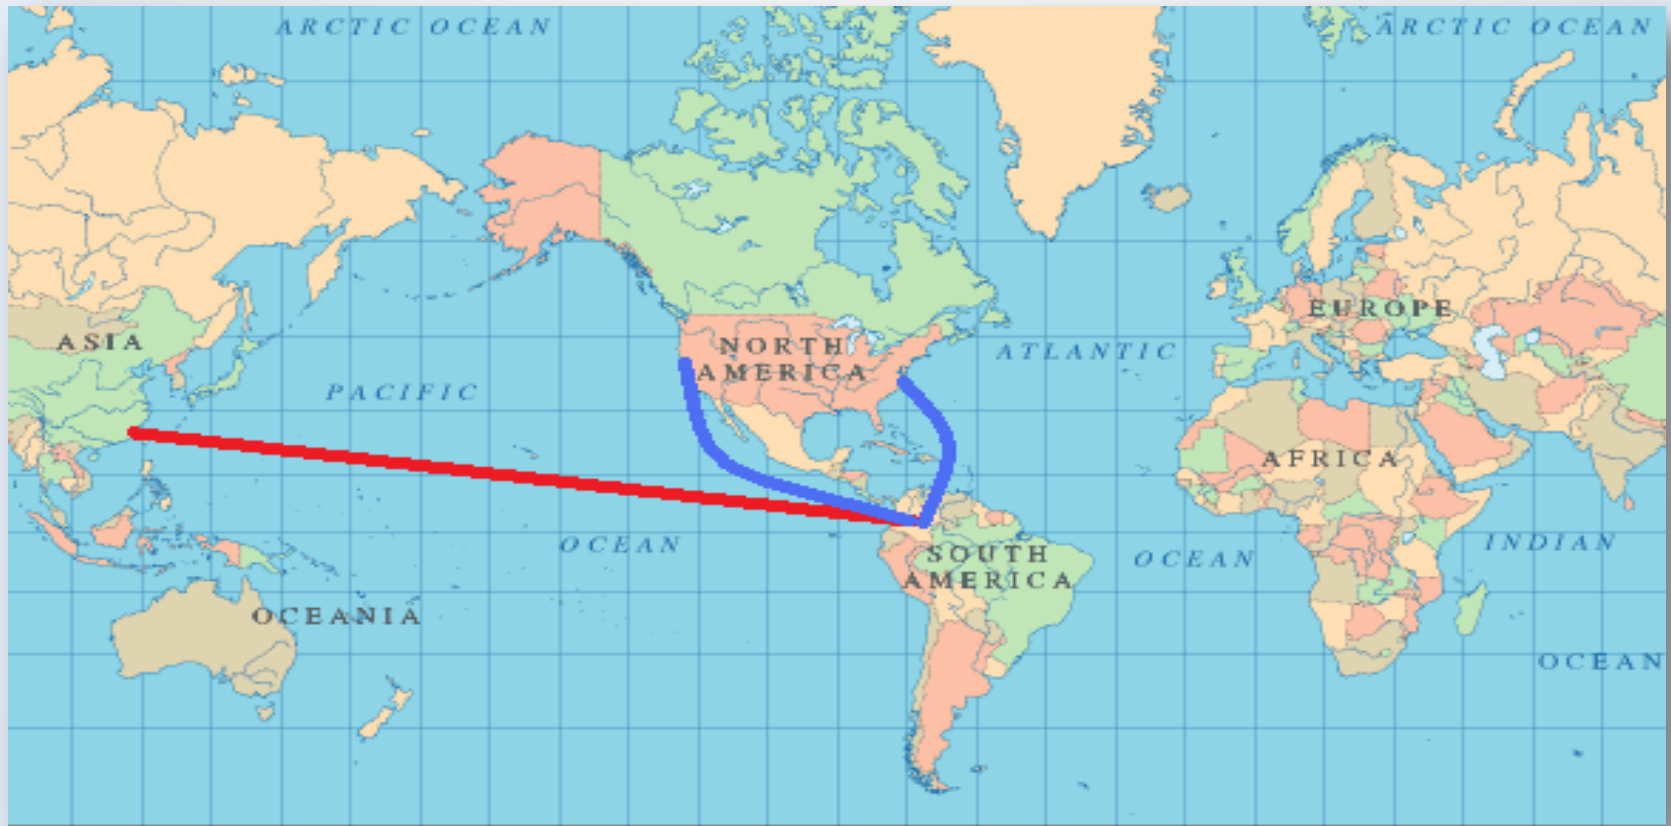 ARCTIC OCEAN
ARCTIC OCEAN
EUROPE
ASIA
NORTH
AMERICA
ATLANTIC
PACIFIC
AFRICA
OCEAN
SOUTH
AMERICA
OCEAN
INDIAN
OCEANIA
OCEAN